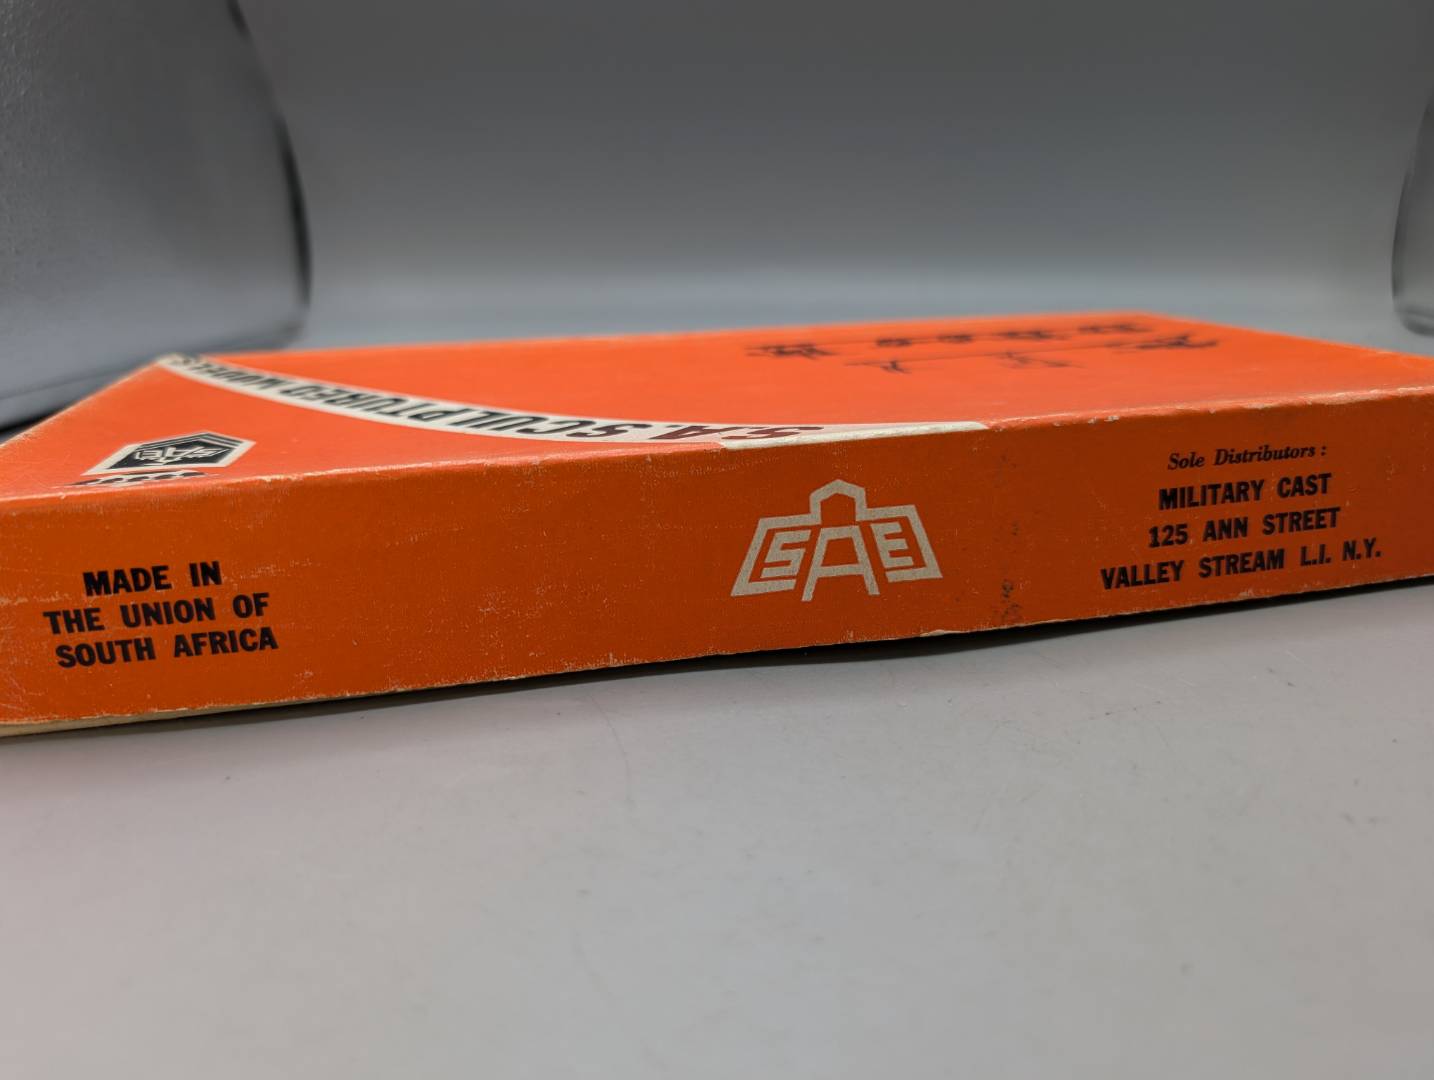 S.A. SCULPTURED MODELS
SAE
MADE IN
THE UNION OF
SOUTH AFRICA
SAE
Sole Distributors :
MILITARY CAST
125 ANN STREET
VALLEY STREAM L.I. N.Y.